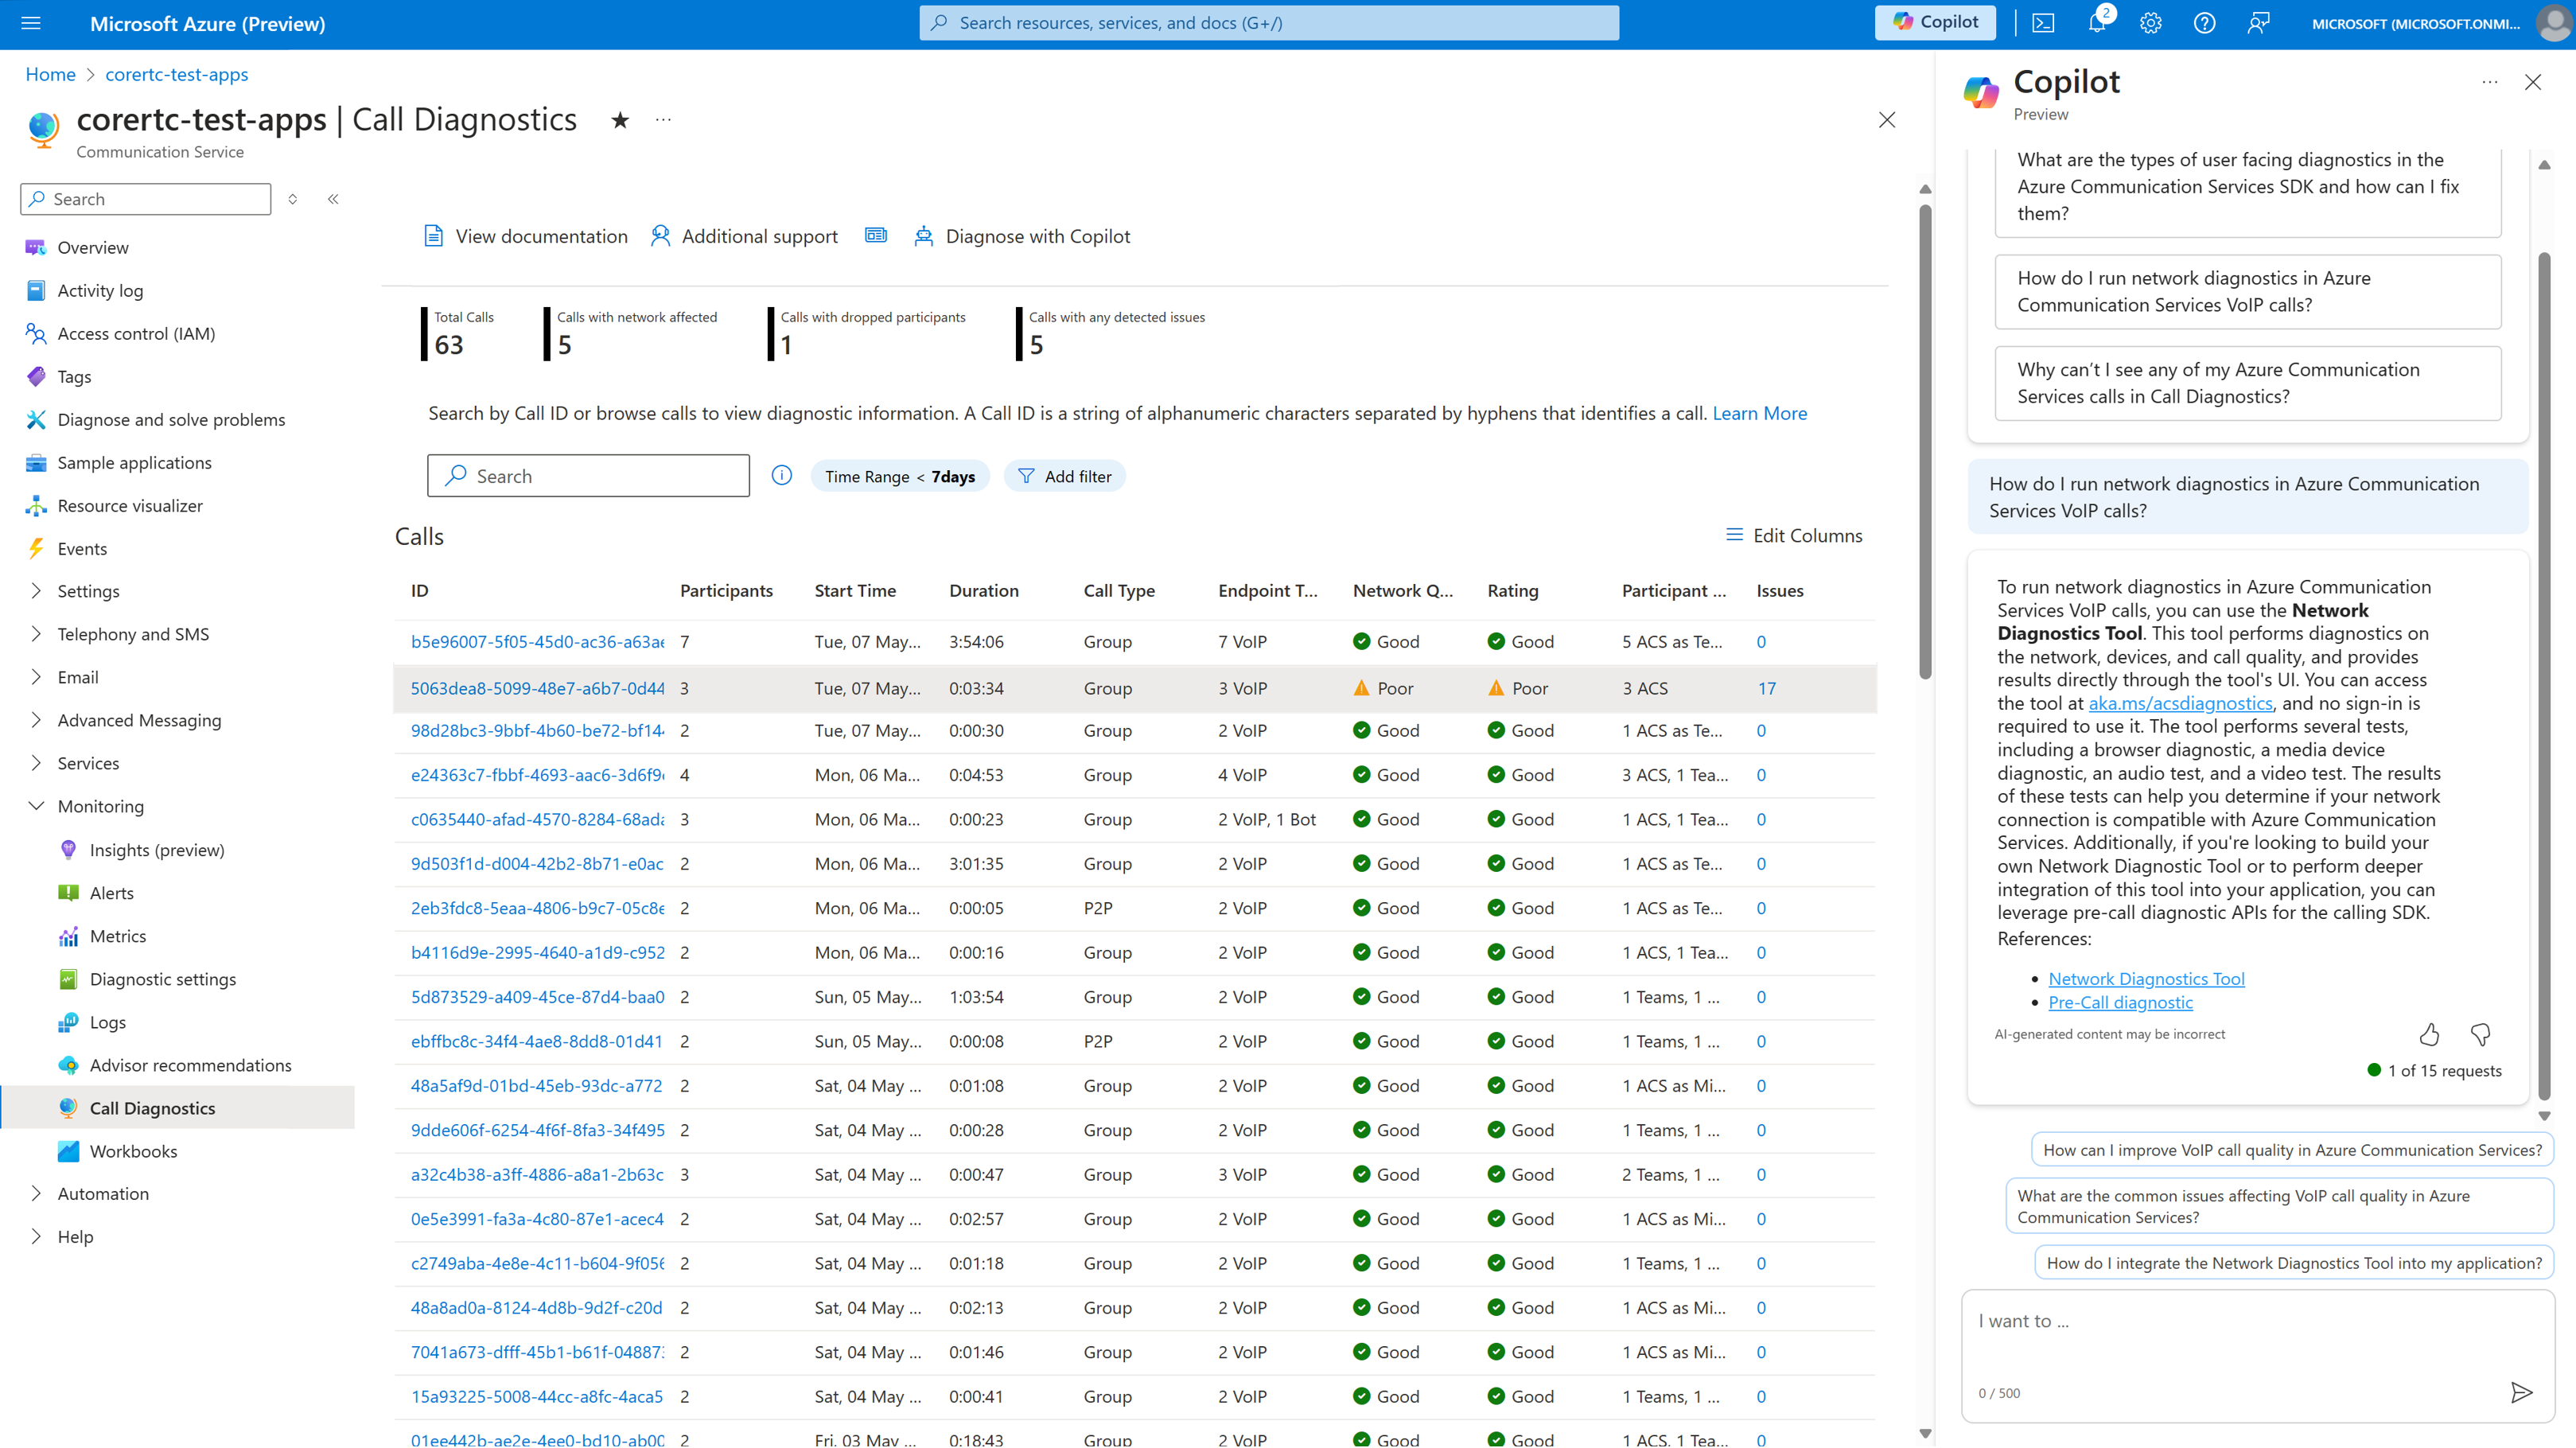 Microsoft Azure (Preview)
Search resources, services, and docs (G+/)
Copilot
2
MICROSOFT (MICROSOFT.ONMI...
Home > corertc-test-apps
corertc-test-apps | Call Diagnostics
Communication Service
Search
Overview
Activity log
Access control (IAM)
Tags
Diagnose and solve problems
Sample applications
Resource visualizer
Events
Settings
Telephony and SMS
Email
Advanced Messaging
Services
Monitoring
Insights (preview)
Alerts
Metrics
Diagnostic settings
Logs
Advisor recommendations
Call Diagnostics
Workbooks
Automation
Help
View documentation
Additional support
Diagnose with Copilot
Total Calls
63
Calls with network affected
5
Calls with dropped participants
1
Calls with any detected issues
5
Search by Call ID or browse calls to view diagnostic information. A Call ID is a string of alphanumeric characters separated by hyphens that identifies a call. Learn More
Search
Time Range < 7days
Add filter
Calls
Edit Columns
ID Participants Start Time Duration Call Type Endpoint T... Network Q... Rating Participant ... Issues
b5e96007-5f05-45d0-ac36-a63ae 7 Tue, 07 May... 3:54:06 Group 7 VoIP Good Good 5 ACS as Te... 0
5063dea8-5099-48e7-a6b7-0d44 3 Tue, 07 May... 0:03:34 Group 3 VoIP Poor Poor 3 ACS 17
98d28bc3-9bbf-4b60-be72-bf14 2 Tue, 07 May... 0:00:30 Group 2 VoIP Good Good 1 ACS as Te... 0
e24363c7-fbbf-4693-aac6-3d6f9 4 Mon, 06 Ma... 0:04:53 Group 4 VoIP Good Good 3 ACS, 1 Tea... 0
c0635440-afad-4570-8284-68ada 3 Mon, 06 Ma... 0:00:23 Group 2 VoIP, 1 Bot Good Good 1 ACS, 1 Tea... 0
9d503f1d-d004-42b2-8b71-e0ac 2 Mon, 06 Ma... 3:01:35 Group 2 VoIP Good Good 1 ACS as Te... 0
2eb3fdc8-5eaa-4806-b9c7-05c8e 2 Mon, 06 Ma... 0:00:05 P2P 2 VoIP Good Good 1 ACS as Te... 0
b4116d9e-2995-4640-a1d9-c952 2 Mon, 06 Ma... 0:00:16 Group 2 VoIP Good Good 1 ACS, 1 Tea... 0
5d873529-a409-45ce-87d4-baa0 2 Sun, 05 May... 1:03:54 Group 2 VoIP Good Good 1 Teams, 1 ... 0
ebffbc8c-34f4-4ae8-8dd8-01d41 2 Sun, 05 May... 0:00:08 P2P 2 VoIP Good Good 1 Teams, 1 ... 0
48a5af9d-01bd-45eb-93dc-a772 2 Sat, 04 May ... 0:01:08 Group 2 VoIP Good Good 1 ACS as Mi... 0
9dde606f-6254-4f6f-8fa3-34f495 2 Sat, 04 May ... 0:00:28 Group 2 VoIP Good Good 1 Teams, 1 ... 0
a32c4b38-a3ff-4886-a8a1-2b63c 3 Sat, 04 May ... 0:00:47 Group 3 VoIP Good Good 2 Teams, 1 ... 0
0e5e3991-fa3a-4c80-87e1-acec4 2 Sat, 04 May ... 0:02:57 Group 2 VoIP Good Good 1 ACS as Mi... 0
c2749aba-4e8e-4c11-b604-9f056 2 Sat, 04 May ... 0:01:18 Group 2 VoIP Good Good 1 Teams, 1 ... 0
48a8ad0a-8124-4d8b-9d2f-c20d 2 Sat, 04 May ... 0:02:13 Group 2 VoIP Good Good 1 ACS as Mi... 0
7041a673-dfff-45b1-b61f-04887 2 Sat, 04 May ... 0:01:46 Group 2 VoIP Good Good 1 ACS as Mi... 0
15a93225-5008-44cc-a8fc-4aca5 2 Sat, 04 May ... 0:00:41 Group 2 VoIP Good Good 1 Teams, 1 ... 0
01ee442b-ae2e-4ee0-bd10-ab00 2 Fri, 03 May ... 0:18:43 Group 2 VoIP Good Good 1 ACS, 1 Tea... 0
Copilot
Preview
What are the types of user facing diagnostics in the
Azure Communication Services SDK and how can I fix
them?
How do I run network diagnostics in Azure
Communication Services VoIP calls?
Why can't I see any of my Azure Communication
Services calls in Call Diagnostics?
How do I run network diagnostics in Azure Communication
Services VoIP calls?
To run network diagnostics in Azure Communication
Services VoIP calls, you can use the Network
Diagnostics Tool. This tool performs diagnostics on
the network, devices, and call quality, and provides
results directly through the tool's UI. You can access
the tool at aka.ms/acsdiagnostics, and no sign-in is
required to use it. The tool performs several tests,
including a browser diagnostic, a media device
diagnostic, an audio test, and a video test. The results
of these tests can help you determine if your network
connection is compatible with Azure Communication
Services. Additionally, if you're looking to build your
own Network Diagnostic Tool or to perform deeper
integration of this tool into your application, you can
leverage pre-call diagnostic APIs for the calling SDK.
References:
• Network Diagnostics Tool
• Pre-Call diagnostic
AI-generated content may be incorrect
1 of 15 requests
How can I improve VoIP call quality in Azure Communication Services?
What are the common issues affecting VoIP call quality in Azure
Communication Services?
How do I integrate the Network Diagnostics Tool into my application?
I want to ...
0 / 500